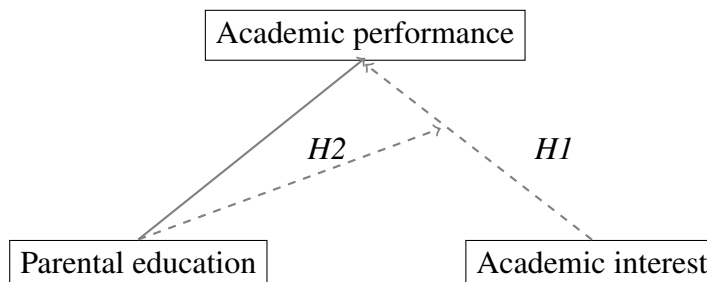 Academic performance
H2
H1
Parental education
Academic interest